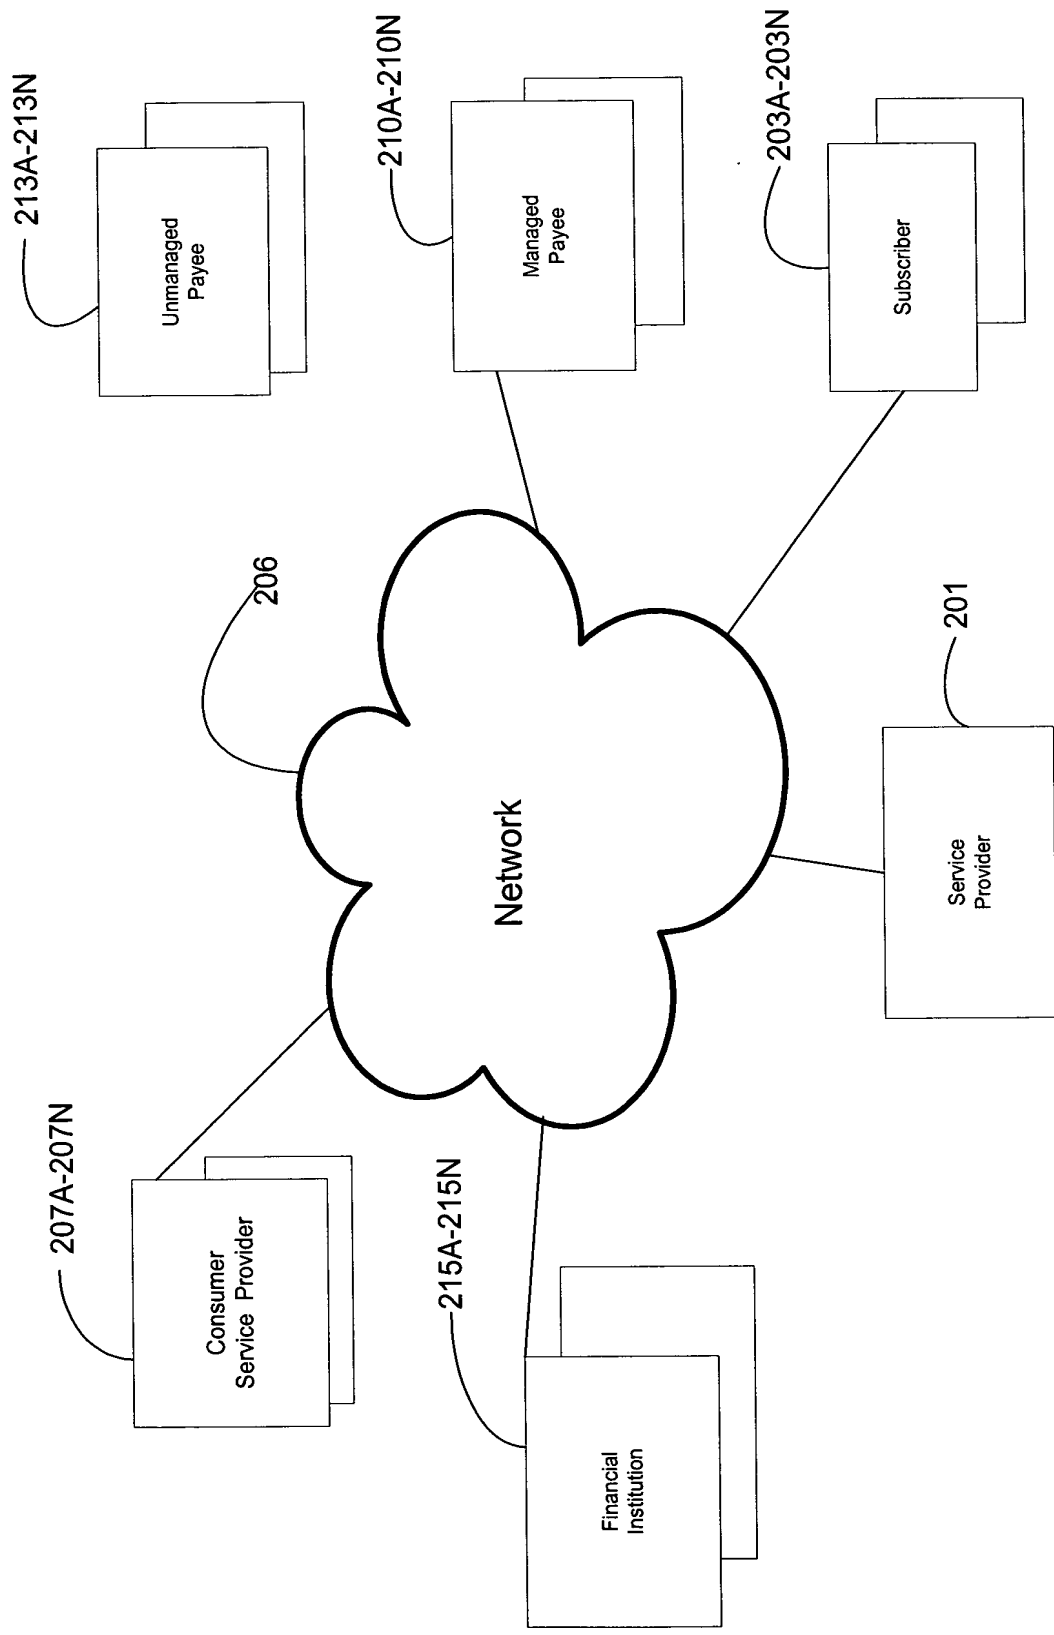 207A-207N
Consumer
Service Provider
206
213A-213N
Unmanaged
Payee
215A-215N
Financial
Institution
Network
210A-210N
Managed
Payee
201
Service
Provider
203A-203N
Subscriber